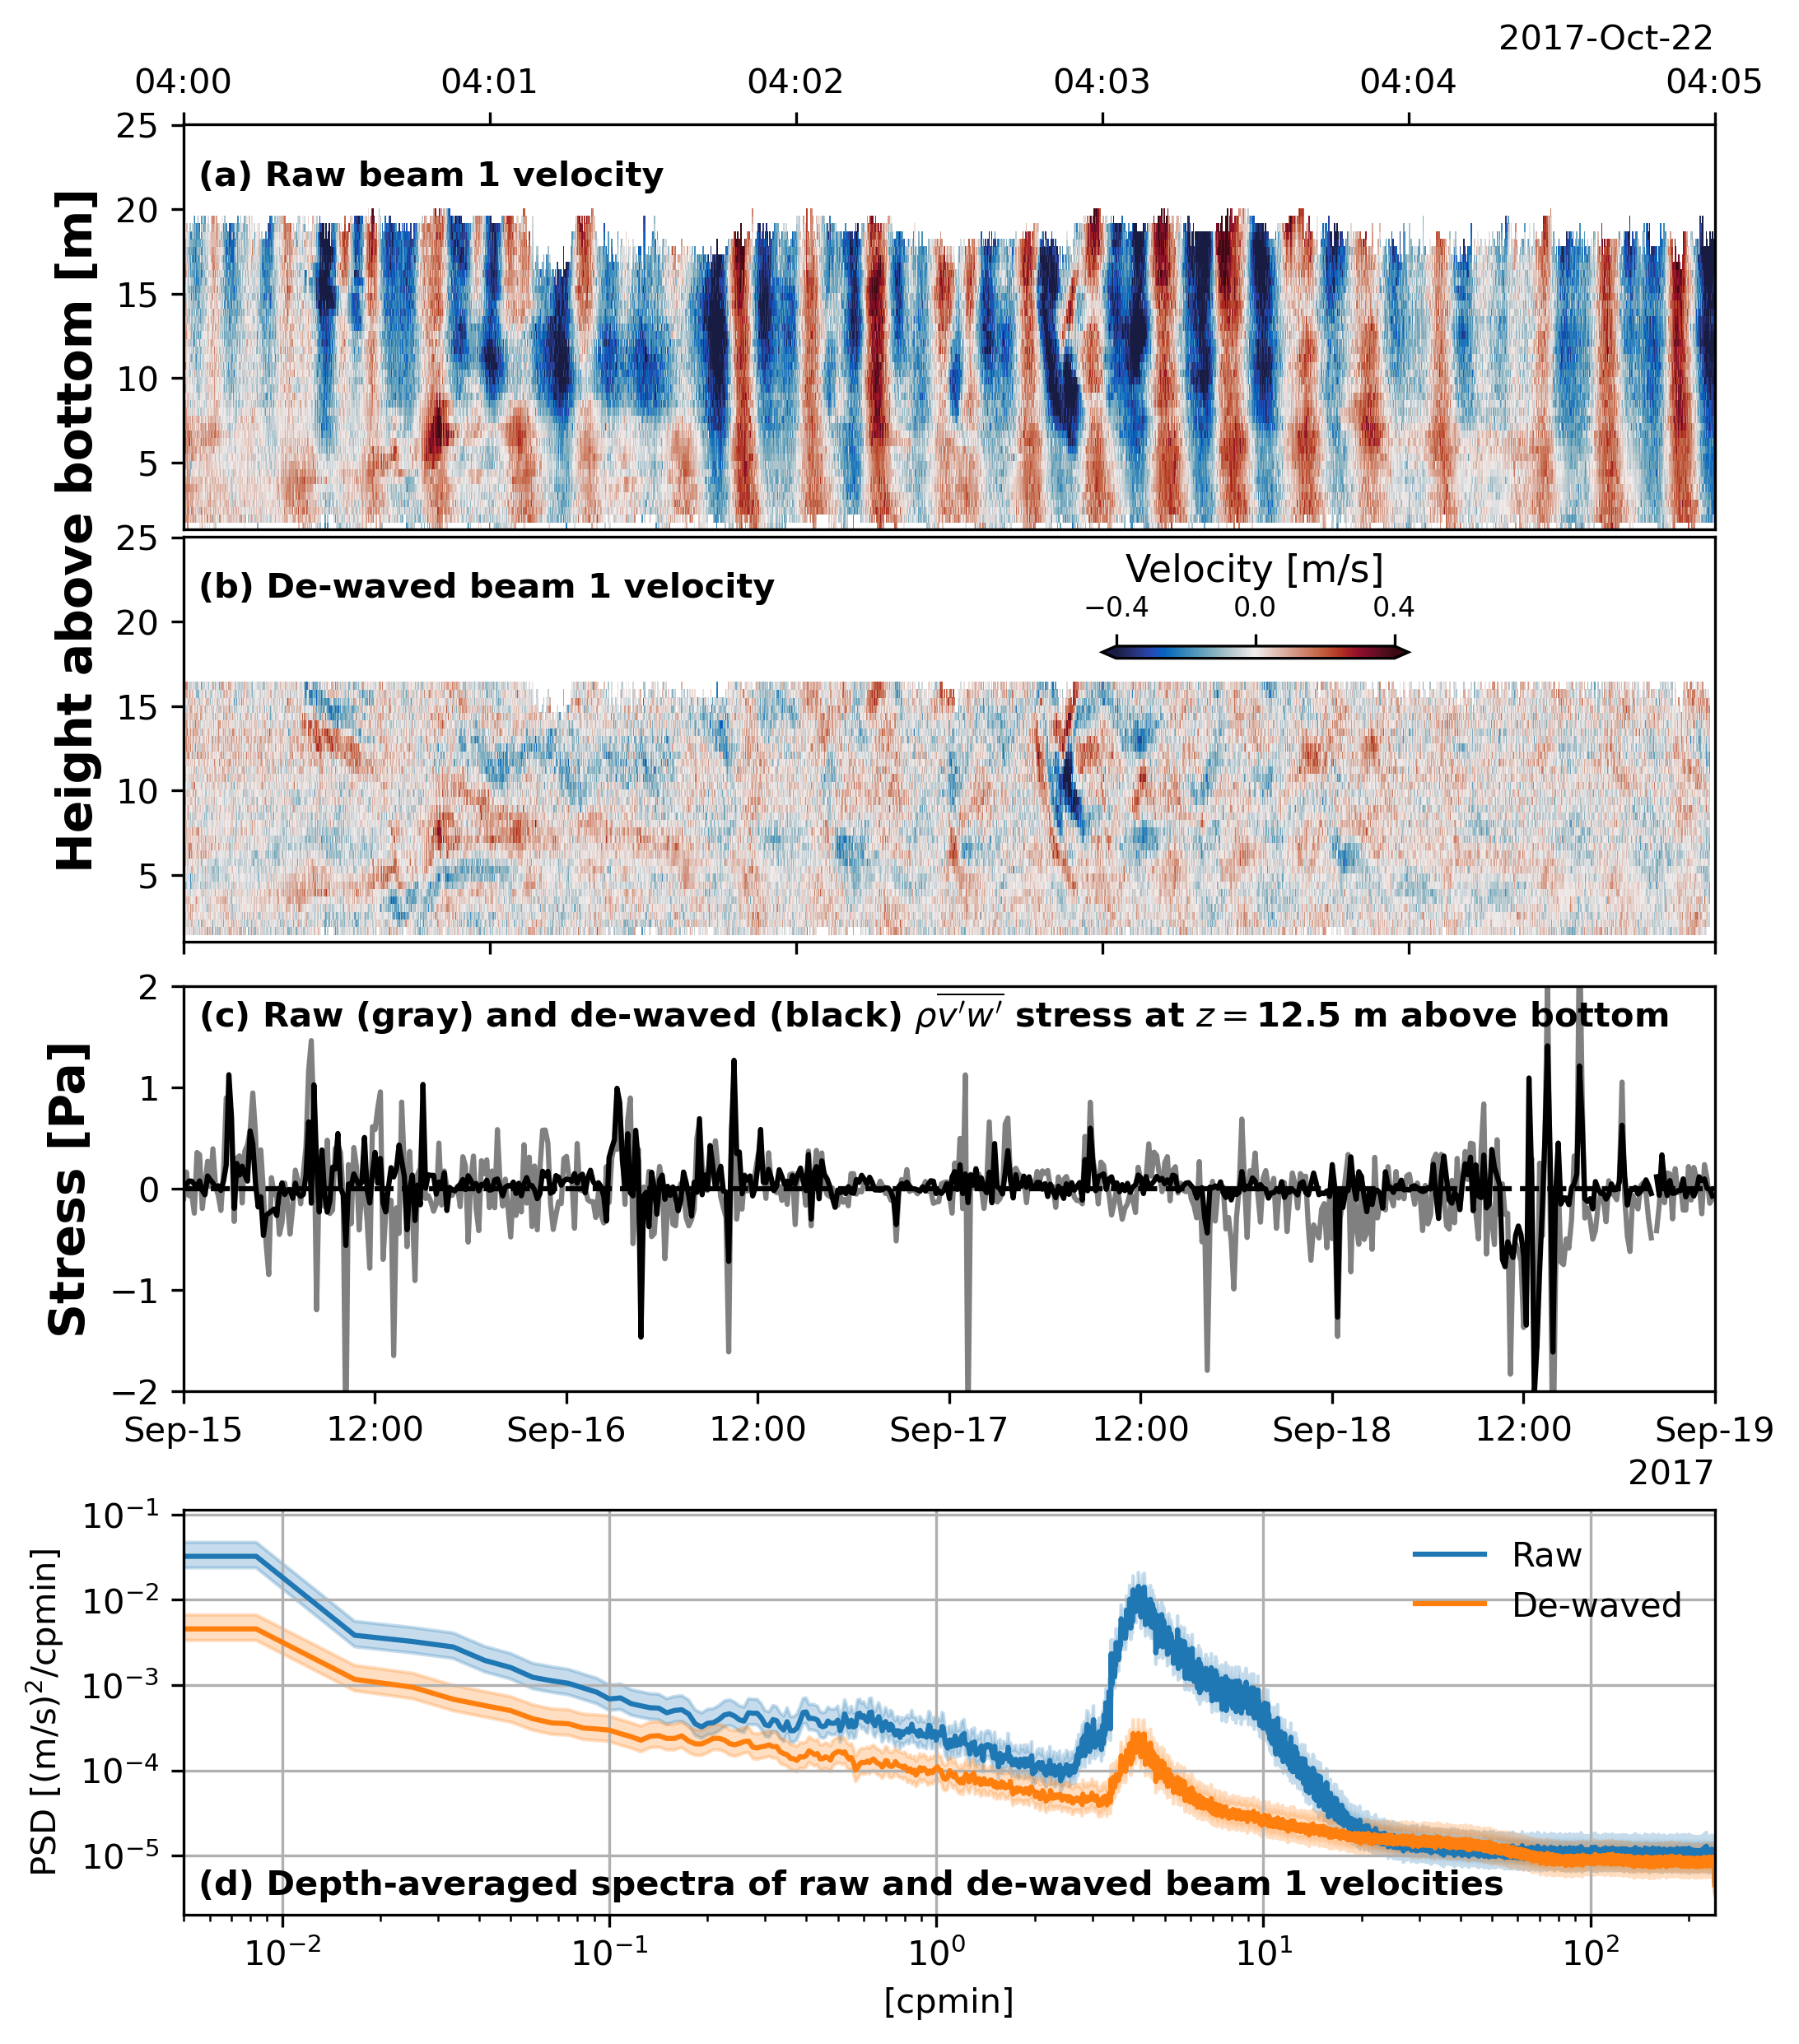 2017-Oct-22
04:00 04:01 04:02 04:03 04:04 04:05
25
(a) Raw beam 1 velocity
20
15
10
5
Height above bottom [m]
25
(b) De-waved beam 1 velocity
Velocity [m/s]
−0.4 0.0 0.4
20
15
10
5
2
(c) Raw (gray) and de-waved (black) ρv′w′ stress at z = 12.5 m above bottom
1
0
−1
−2
Stress [Pa]
Sep-15 12:00 Sep-16 12:00 Sep-17 12:00 Sep-18 12:00 Sep-19
2017
10⁻¹
10⁻²
10⁻³
10⁻⁴
10⁻⁵
PSD [(m/s)²/cpmin]
Raw
De-waved
(d) Depth-averaged spectra of raw and de-waved beam 1 velocities
10⁻² 10⁻¹ 10⁰ 10¹ 10²
[cpmin]